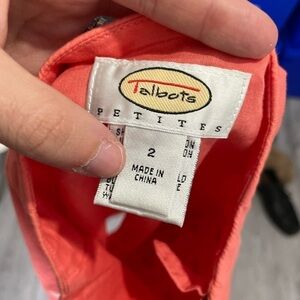 Talbots
PETITES
2
MADE IN
CHINA